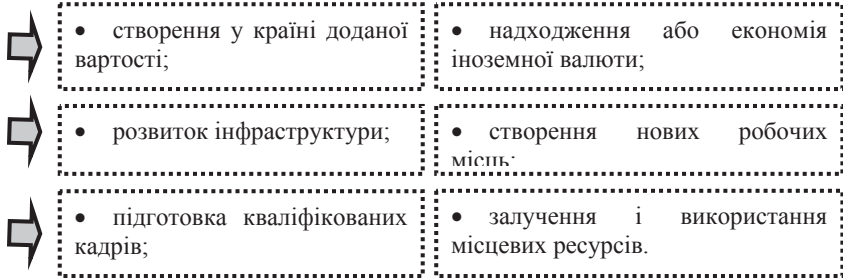 • створення у країні доданої
вартості;
• надходження або економія
іноземної валюти;
• розвиток інфраструктури;
• створення нових робочих
місць;
• підготовка кваліфікованих
кадрів;
• залучення і використання
місцевих ресурсів.